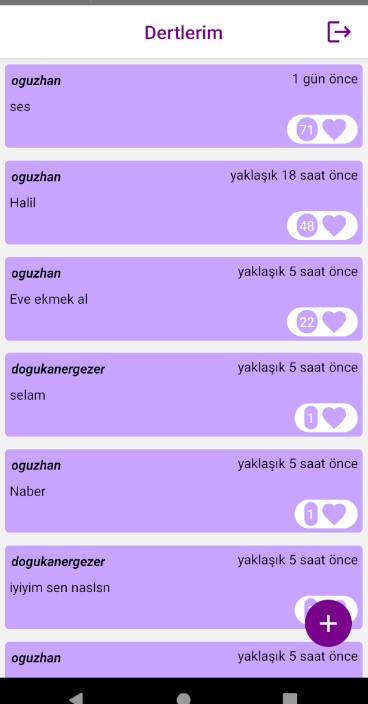 Dertlerim
oguzhan 1 gün önce
ses
71
oguzhan yaklaşık 18 saat önce
Halil
48
oguzhan yaklaşık 5 saat önce
Eve ekmek al
22
dogukanergezer yaklaşık 5 saat önce
selam
1
oguzhan yaklaşık 5 saat önce
Naber
1
dogukanergezer yaklaşık 5 saat önce
iyiyim sen naslsn
+
oguzhan yaklaşık 5 saat önce